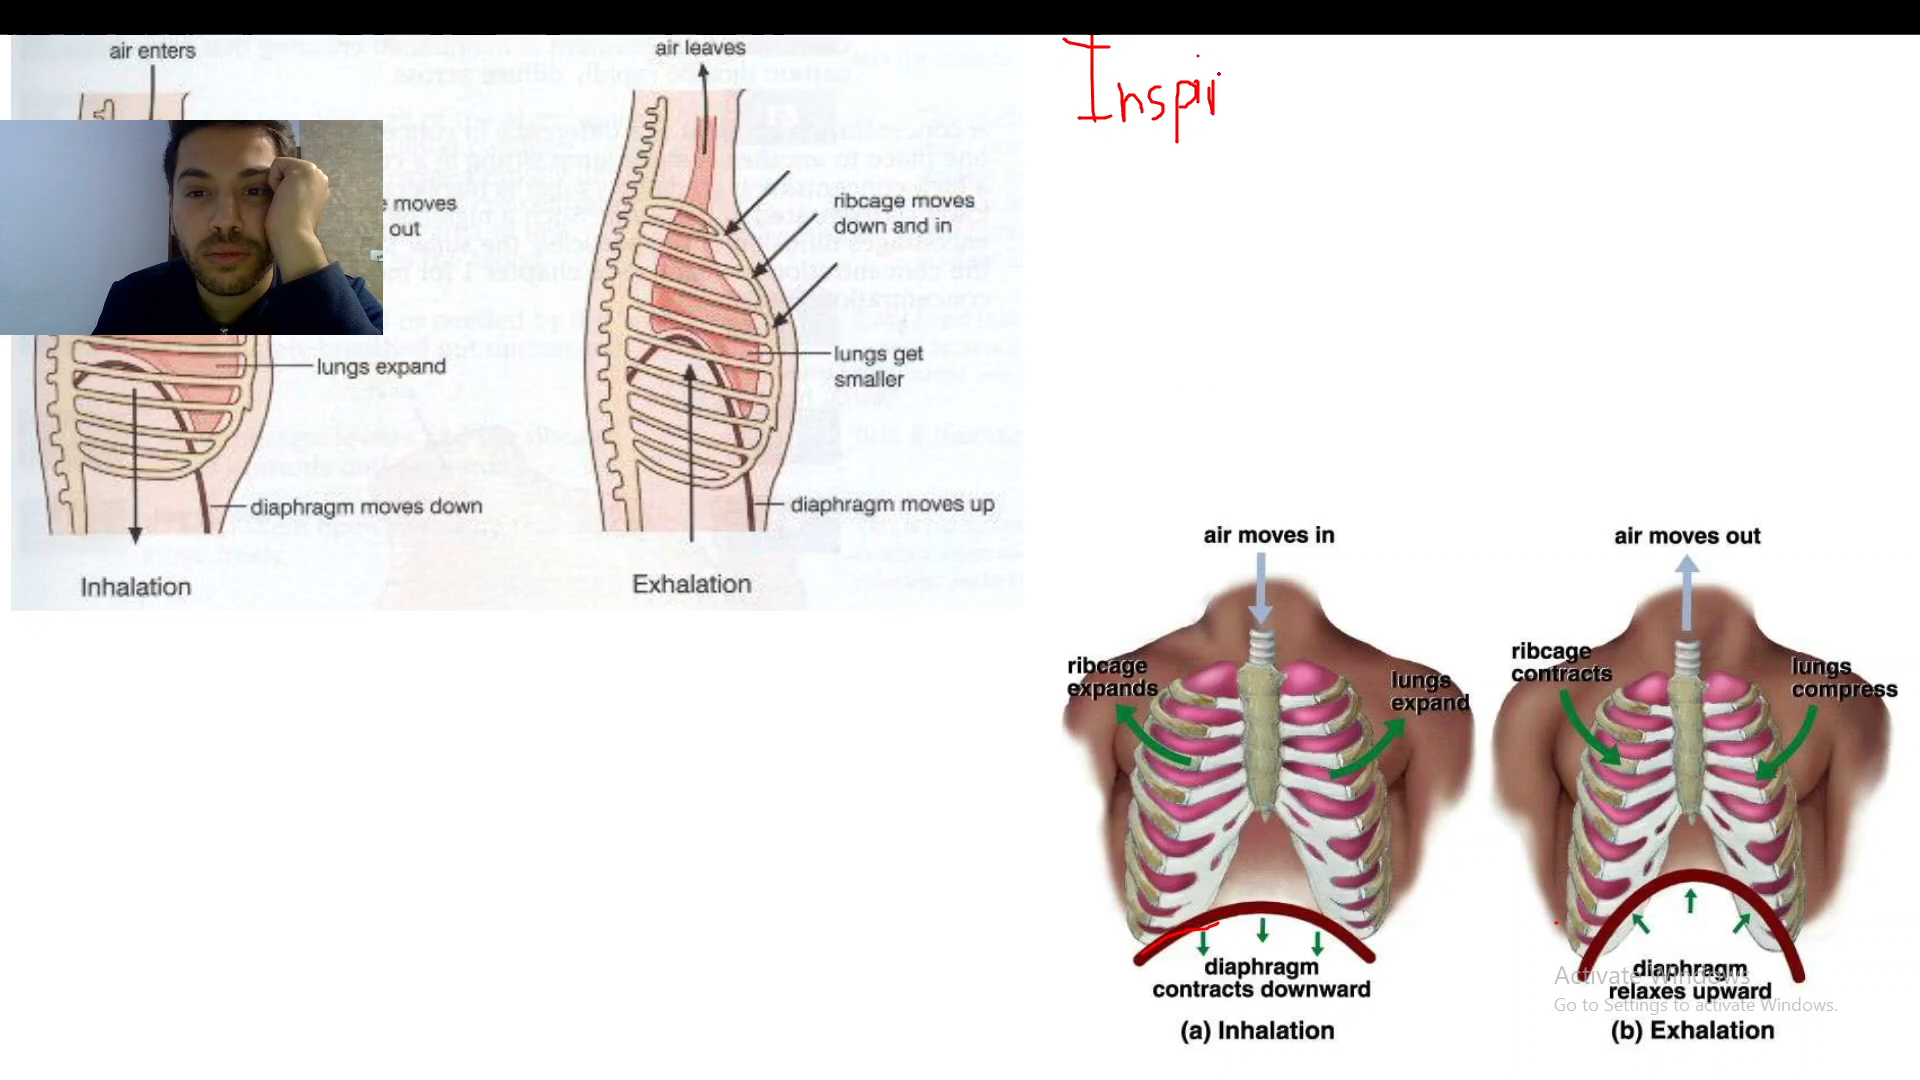 air enters
air leaves
Inspi
e moves
out
ribcage moves
down and in
lungs expand
lungs get
smaller
diaphragm moves down
diaphragm moves up
Inhalation
Exhalation
air moves in
air moves out
ribcage
expands
lungs
expand
ribcage
contracts
lungs
compress
diaphragm
contracts downward
diaphragm
relaxes upward
Activate Windows
Go to Settings to activate Windows.
(a) Inhalation
(b) Exhalation